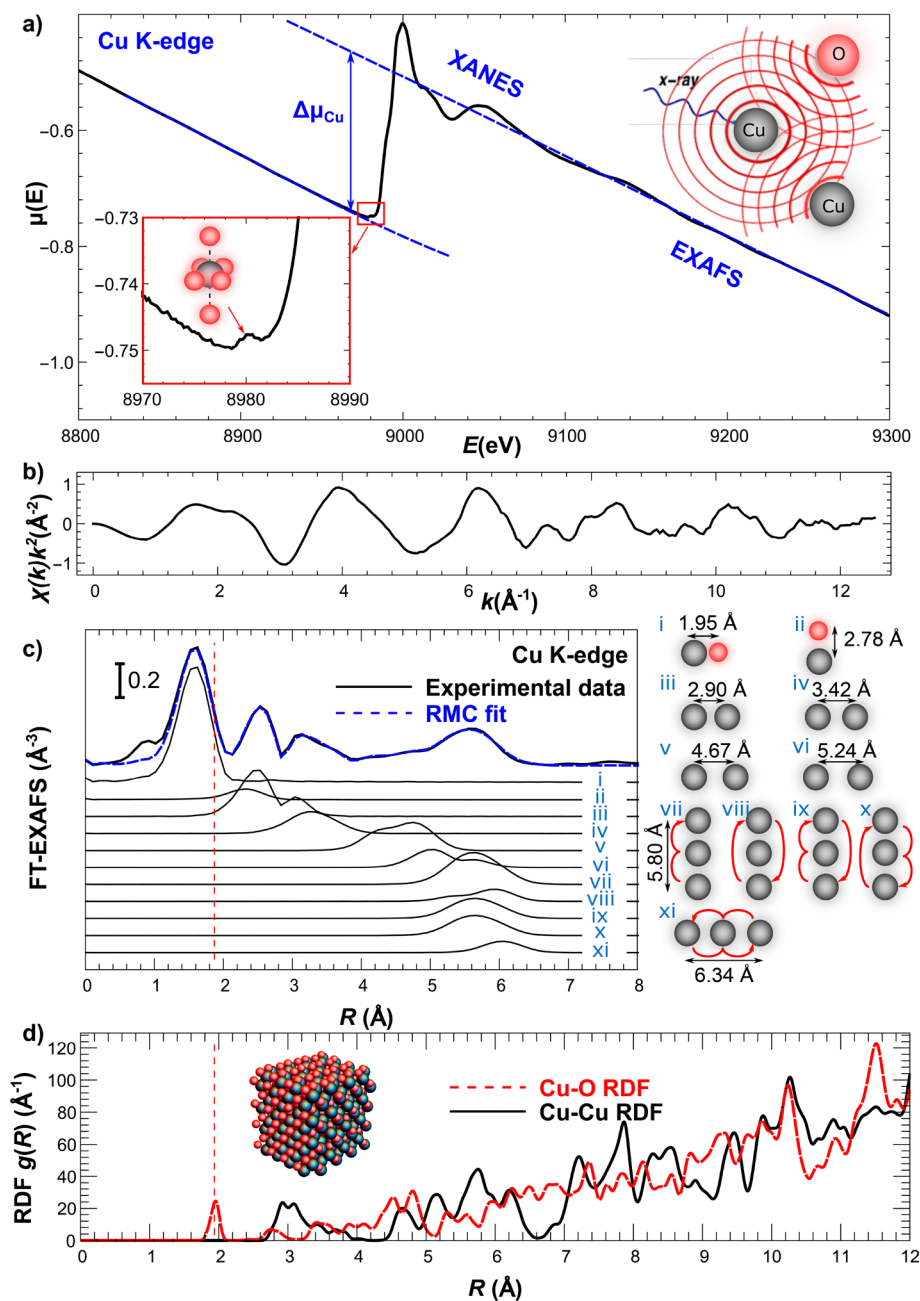 a)
Cu K-edge
XANES
EXAFS
ΔμCu
x-ray
O
Cu
Cu
μ(E)
−0.6
−0.8
−1.0
−0.73
−0.74
−0.75
8970 8980 8990
8800 8900 9000 9100 9200 9300
E(eV)
b)
χ(k)k²(Å⁻²)
1
0
−1
0 2 4 6 8 10 12
k(Å⁻¹)
c)
0.2
Cu K-edge
Experimental data
RMC fit
FT-EXAFS (Å⁻³)
i
ii
iii
iv
v
vi
vii
viii
ix
x
xi
0 1 2 3 4 5 6 7 8
R (Å)
i 1.95 Å
ii 2.78 Å
iii 2.90 Å
iv 3.42 Å
v 4.67 Å
vi 5.24 Å
vii viii ix x
5.80 Å
xi
6.34 Å
d)
RDF g(R) (Å⁻¹)
120
100
80
60
40
20
0
Cu-O RDF
Cu-Cu RDF
0 1 2 3 4 5 6 7 8 9 10 11 12
R (Å)